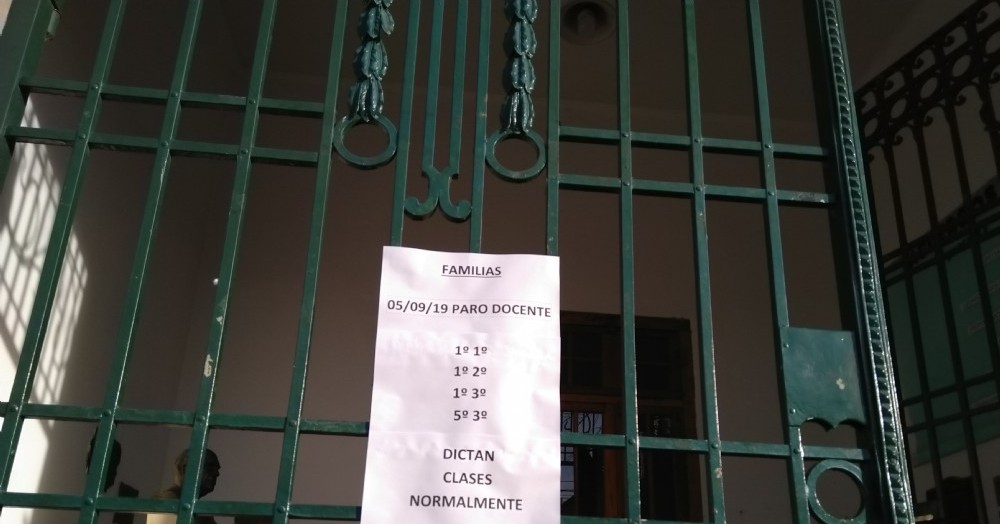 FAMILIAS
05/09/19 PARO DOCENTE
1º 1º
1º 2º
1º 3º
5º 3º
DICTAN
CLASES
NORMALMENTE